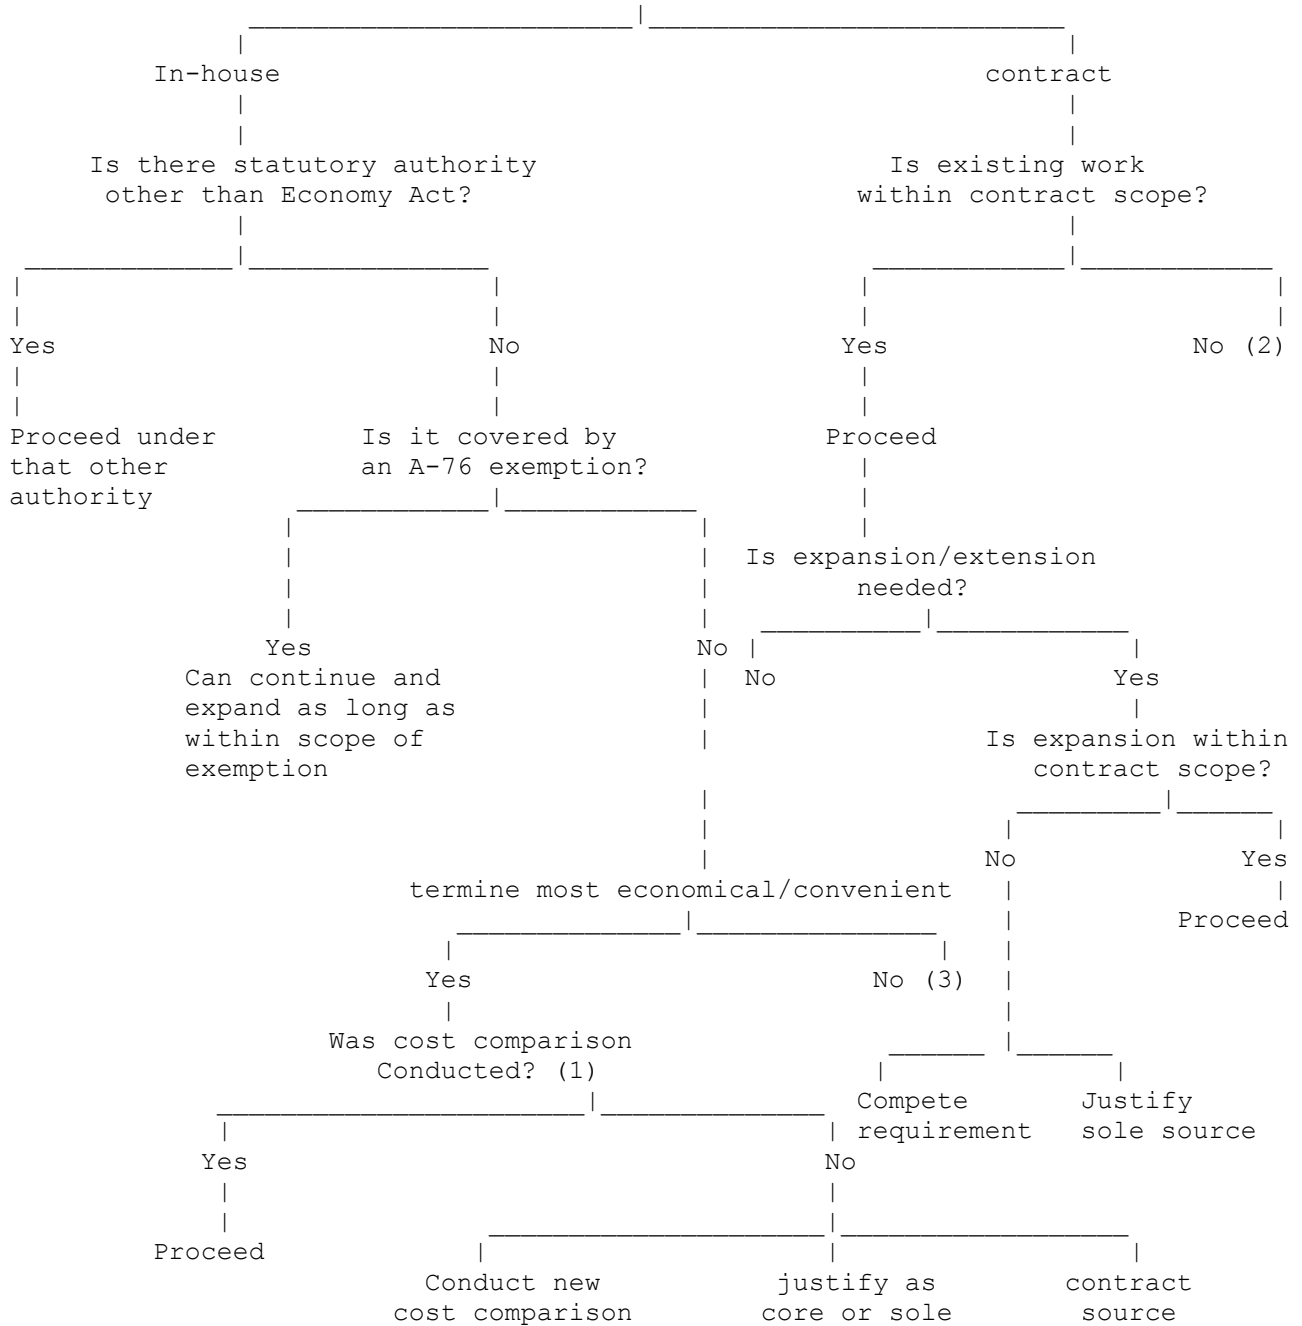 In-house contract
Is there statutory authority Is existing work
other than Economy Act? within contract scope?
Yes No Yes No (2)
Proceed under Is it covered by Proceed
that other an A-76 exemption?
authority
Is expansion/extension
needed?
Yes No
Can continue and No Yes
expand as long as
within scope of Is expansion within
exemption contract scope?
No Yes
termine most economical/convenient
Proceed
Yes No (3)
Was cost comparison
Conducted? (1)
Compete Justify
requirement sole source
Yes No
Proceed
Conduct new justify as contract
cost comparison core or sole source